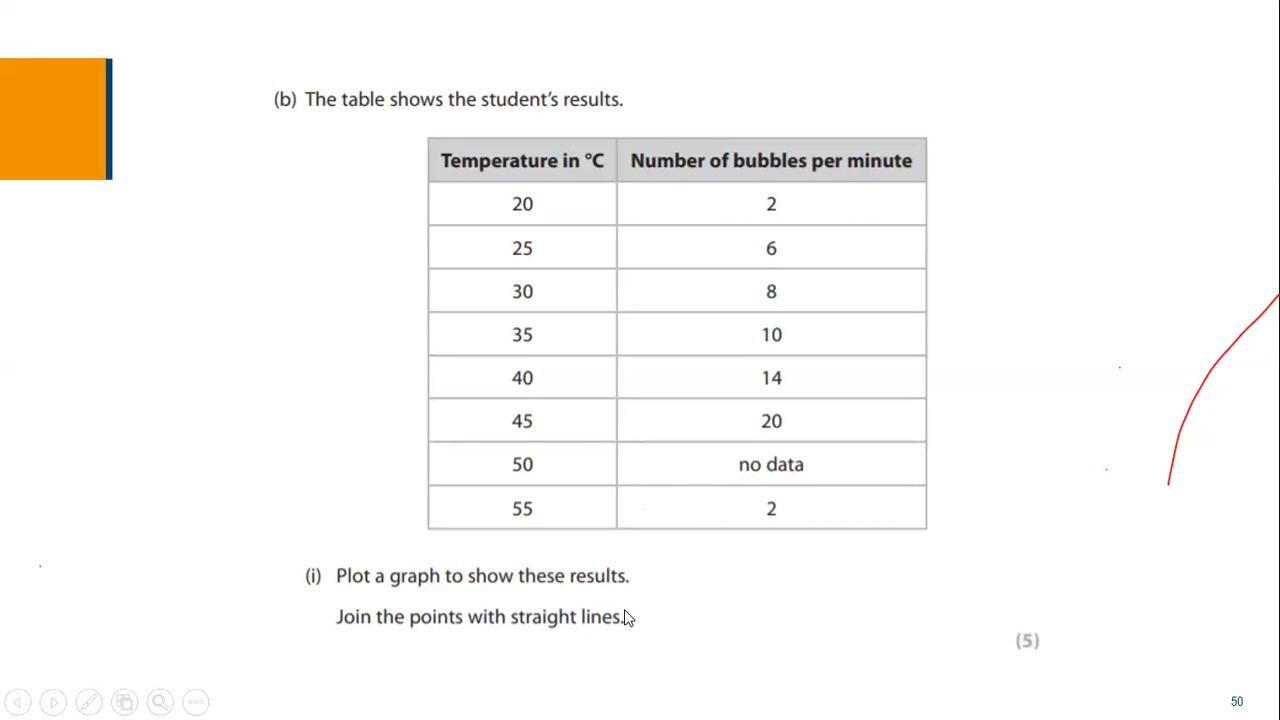 (b) The table shows the student's results.
Temperature in °C Number of bubbles per minute
20 2
25 6
30 8
35 10
40 14
45 20
50 no data
55 2
(i) Plot a graph to show these results.
Join the points with straight lines.
(5)
50